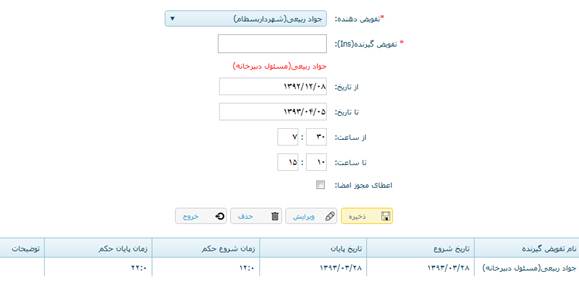 *تفویض دهنده: جواد ربیعی(شهرداربسطام)
* تفویض گیرنده(Ins):
جواد ربیعی(مسئول دبیرخانه)
از تاریخ: ۱۳۹۲/۱۲/۰۸
تا تاریخ: ۱۳۹۳/۰۴/۰۵
از ساعت: ۳۰ : ۷
تا ساعت: ۱۰ : ۱۵
اعطای مجوز امضا:
ذخیره ویرایش حذف خروج
نام تفویض گیرنده تاریخ شروع تاریخ پایان زمان شروع حکم زمان پایان حکم توضیحات
جواد ربیعی(مسئول دبیرخانه) ۱۳۹۳/۰۳/۲۸ ۱۳۹۳/۰۳/۲۸ ۱۲:۰ ۲۲:۰